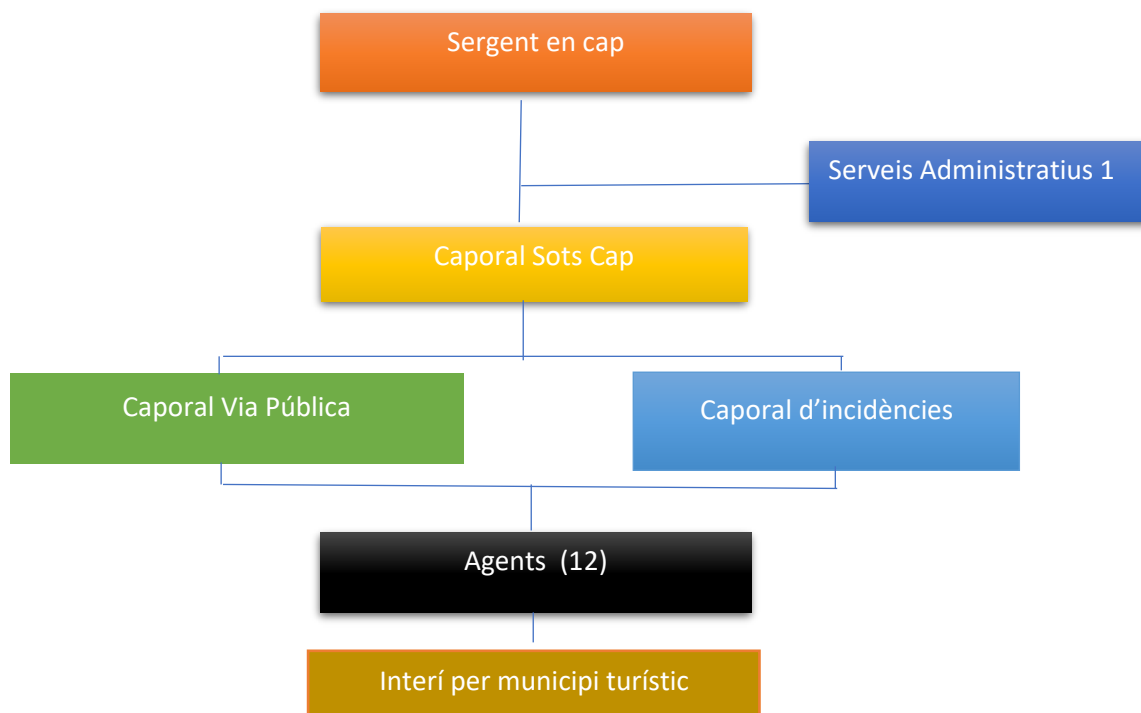 Sergent en cap
Serveis Administratius 1
Caporal Sots Cap
Caporal Via Pública
Caporal d’incidències
Agents (12)
Interí per municipi turístic